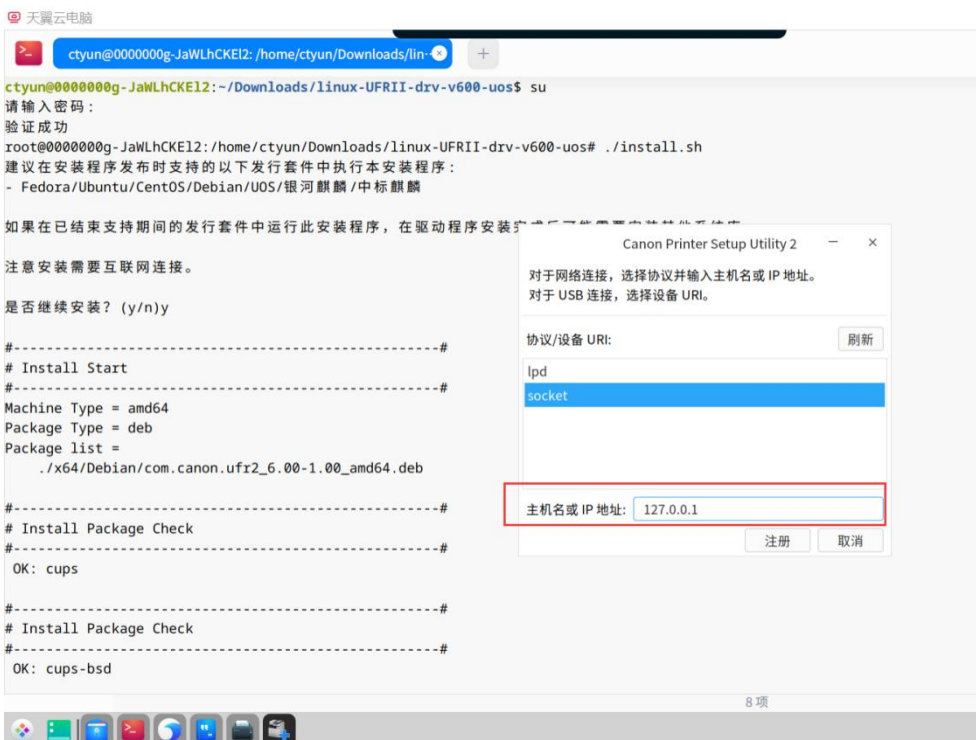 天翼云电脑
ctyun@0000000g-JaWLhCKEl2: /home/ctyun/Downloads/lin··
ctyun@0000000g-JaWLhCKEl2:~/Downloads/linux-UFRII-drv-v600-uos$ su
请输入密码:
验证成功
root@0000000g-JaWLhCKEl2:/home/ctyun/Downloads/linux-UFRII-drv-v600-uos# ./install.sh
建议在安装程序发布时支持的以下发行套件中执行本安装程序:
- Fedora/Ubuntu/CentOS/Debian/UOS/银河麒麟/中标麒麟
如果在已结束支持期间的发行套件中运行此安装程序，在驱动程序安装
注意安装需要互联网连接。
是否继续安装? (y/n)y
#----------------------------------------------------#
# Install Start
#----------------------------------------------------#
Machine Type = amd64
Package Type = deb
Package list =
./x64/Debian/com.canon.ufr2_6.00-1.00_amd64.deb
#----------------------------------------------------#
# Install Package Check
#----------------------------------------------------#
OK: cups
#----------------------------------------------------#
# Install Package Check
#----------------------------------------------------#
OK: cups-bsd
Canon Printer Setup Utility 2
对于网络连接，选择协议并输入主机名或 IP 地址。
对于 USB 连接，选择设备 URI。
协议/设备 URI:
刷新
lpd
socket
主机名或 IP 地址: 127.0.0.1
注册 取消
8 项